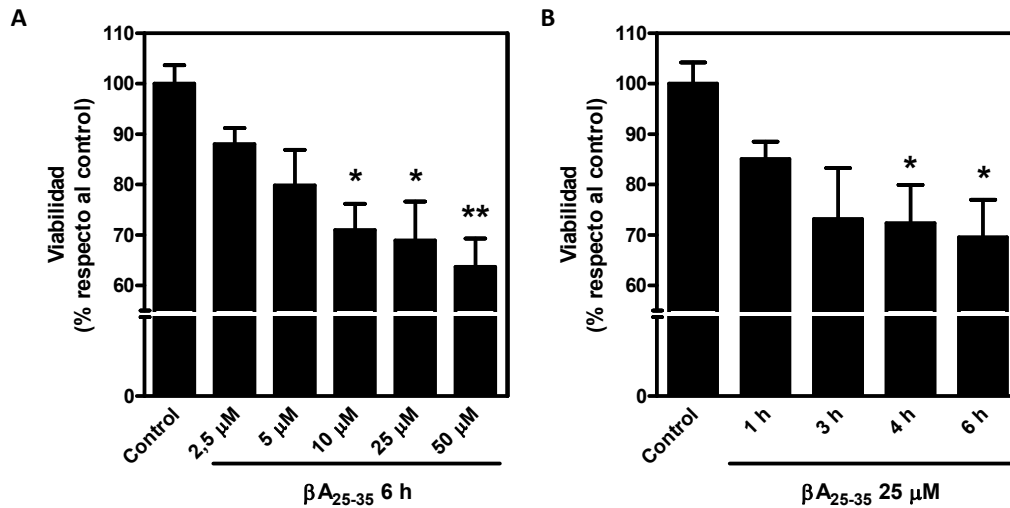 A
Viabilidad
(% respecto al control)
110
100
90
80
70
60
0
*
*
**
Control
2,5 μM
5 μM
10 μM
25 μM
50 μM
βA25-35 6 h
B
Viabilidad
(% respecto al control)
110
100
90
80
70
60
0
*
*
Control
1 h
3 h
4 h
6 h
βA25-35 25 μM